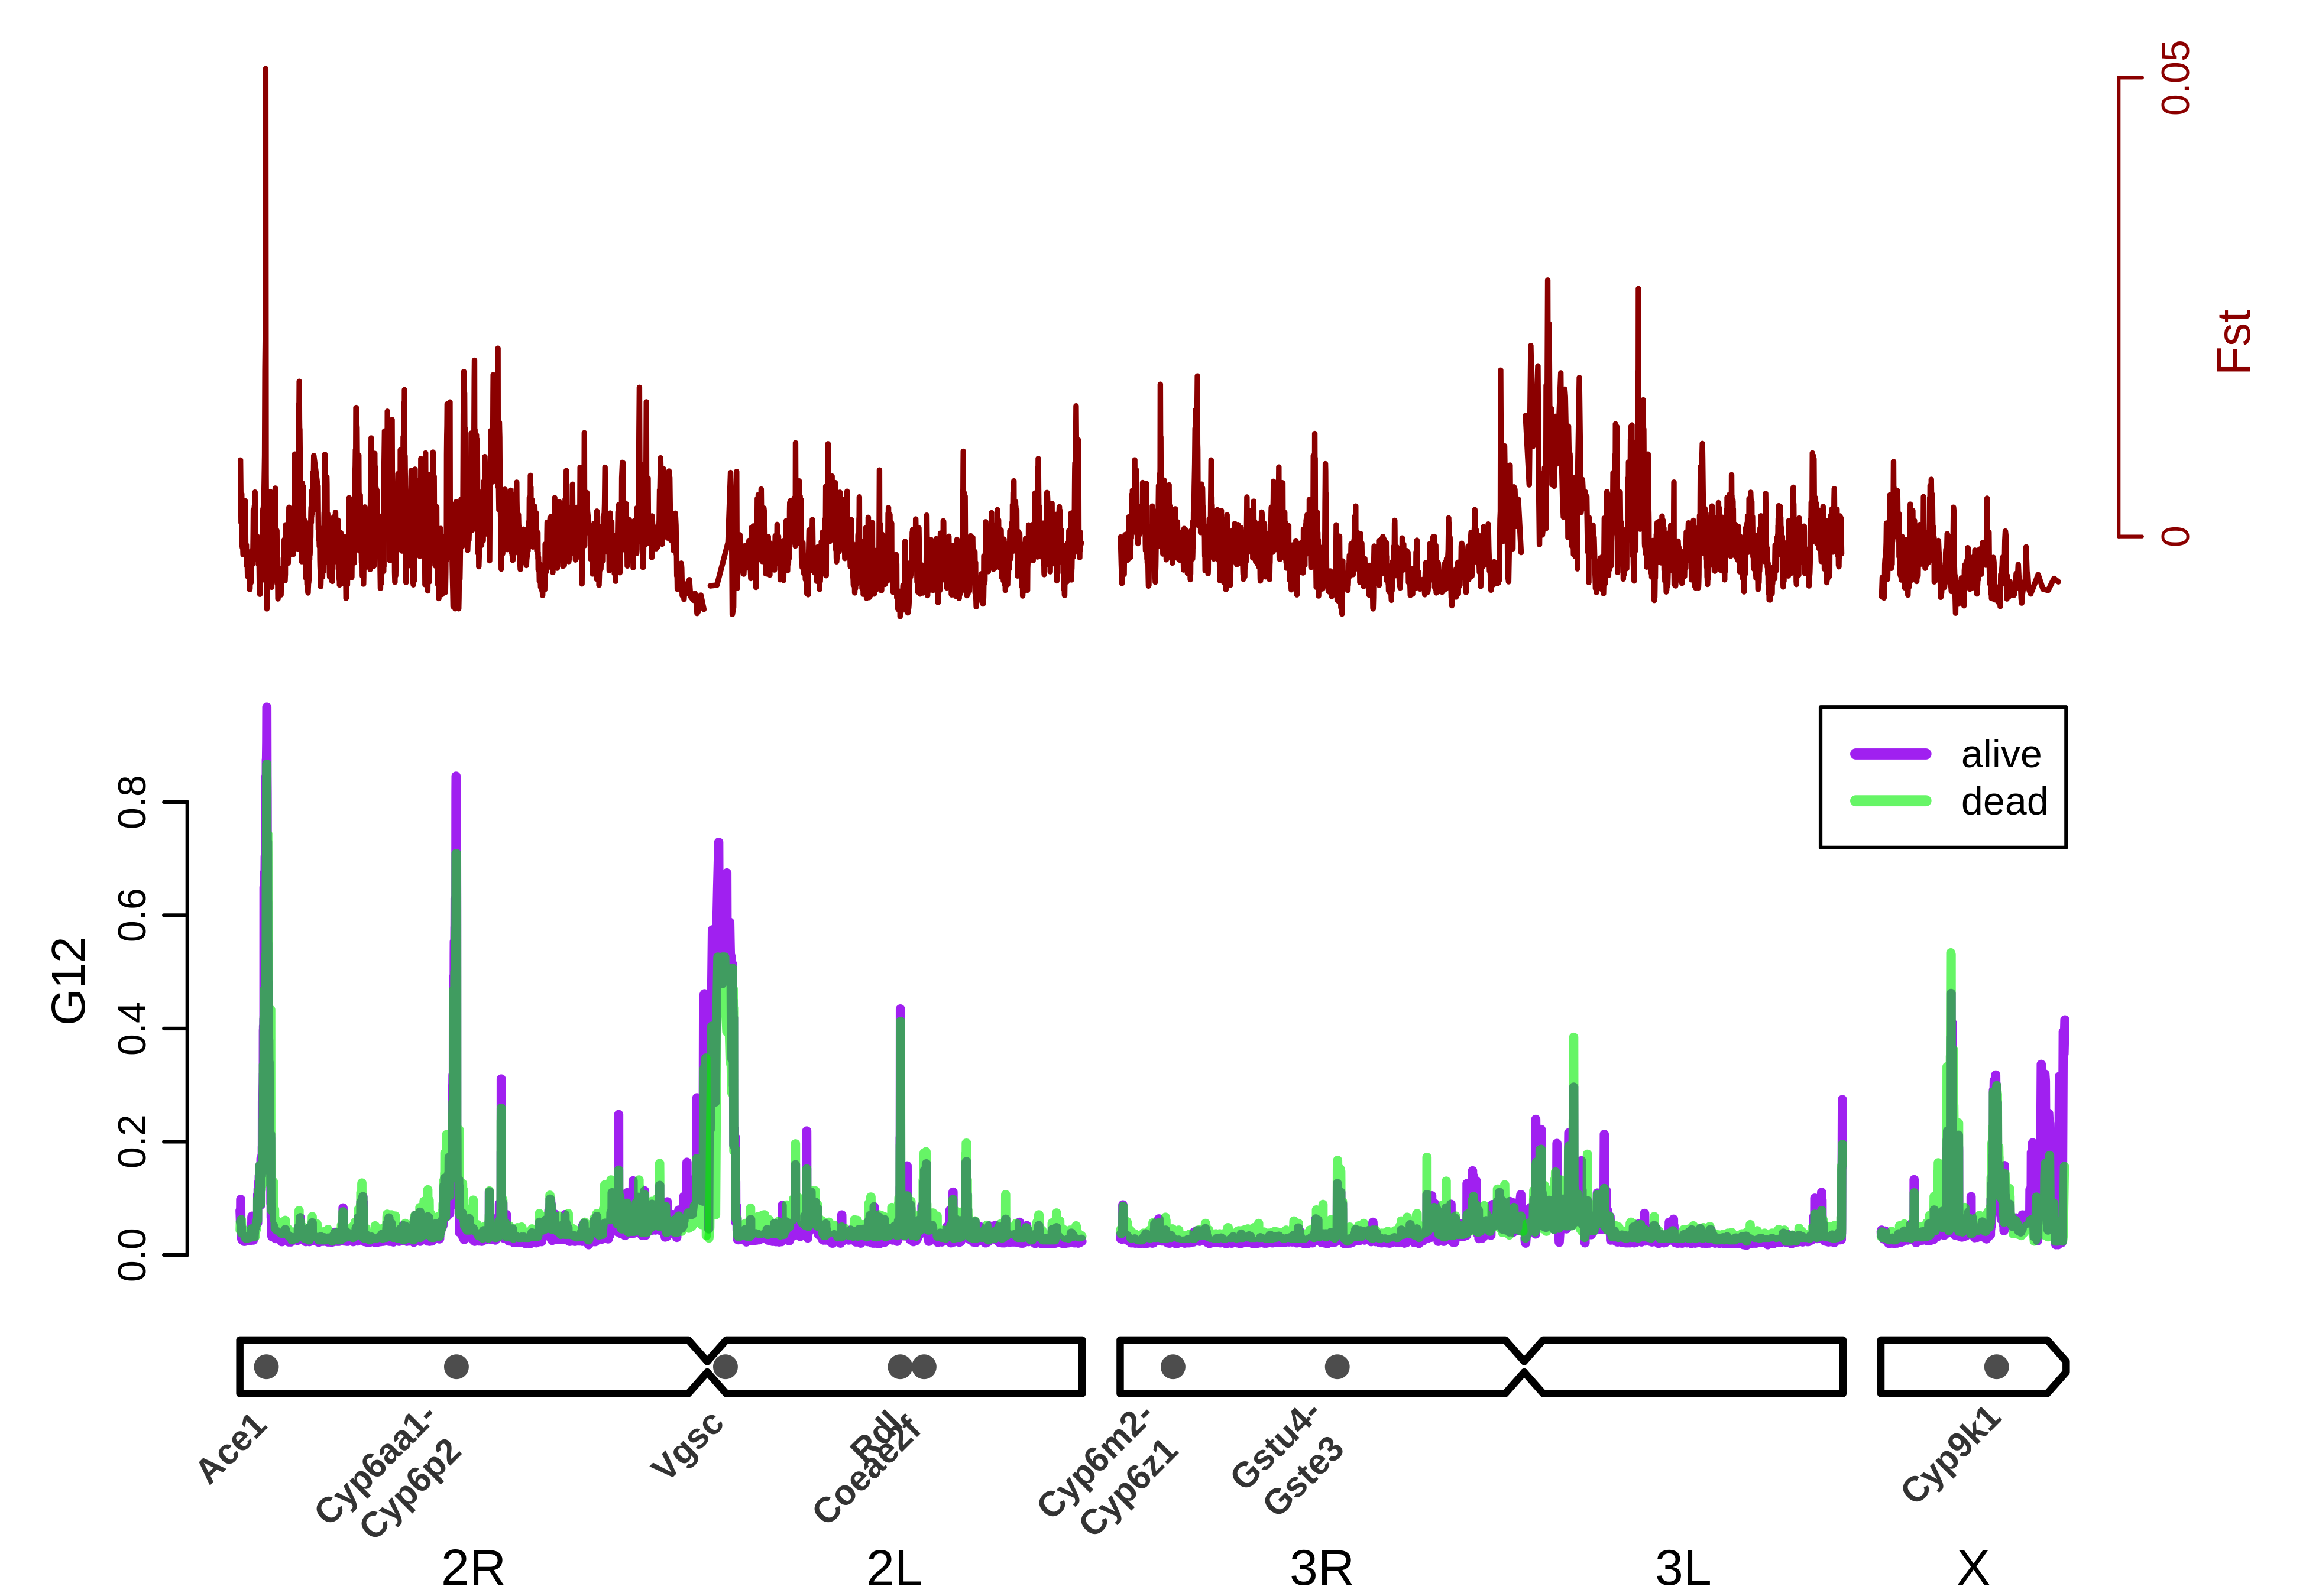 0.05
Fst
0
alive
dead
G12
0.8
0.6
0.4
0.2
0.0
Ace1
Cyp6aa1-
Cyp6p2
Vgsc
Rdl
Coeae2f
Cyp6m2-
Cyp6z1
Gstu4-
Gste3
Cyp9k1
2R
2L
3R
3L
X